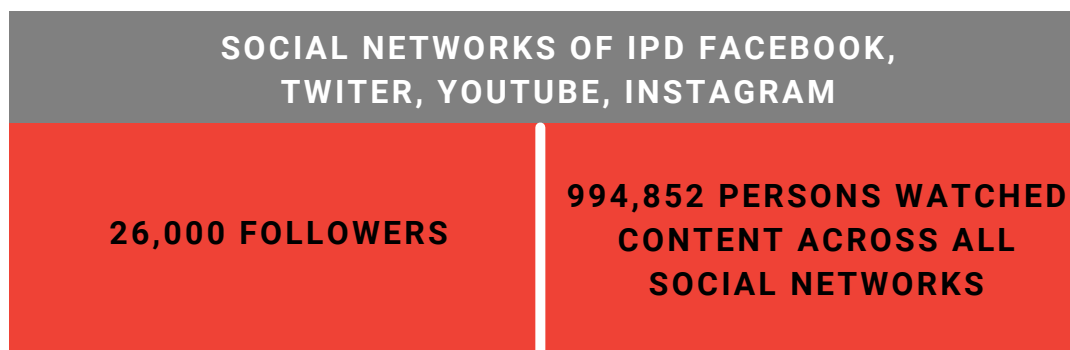 SOCIAL NETWORKS OF IPD FACEBOOK,
TWITER, YOUTUBE, INSTAGRAM
26,000 FOLLOWERS
994,852 PERSONS WATCHED
CONTENT ACROSS ALL
SOCIAL NETWORKS